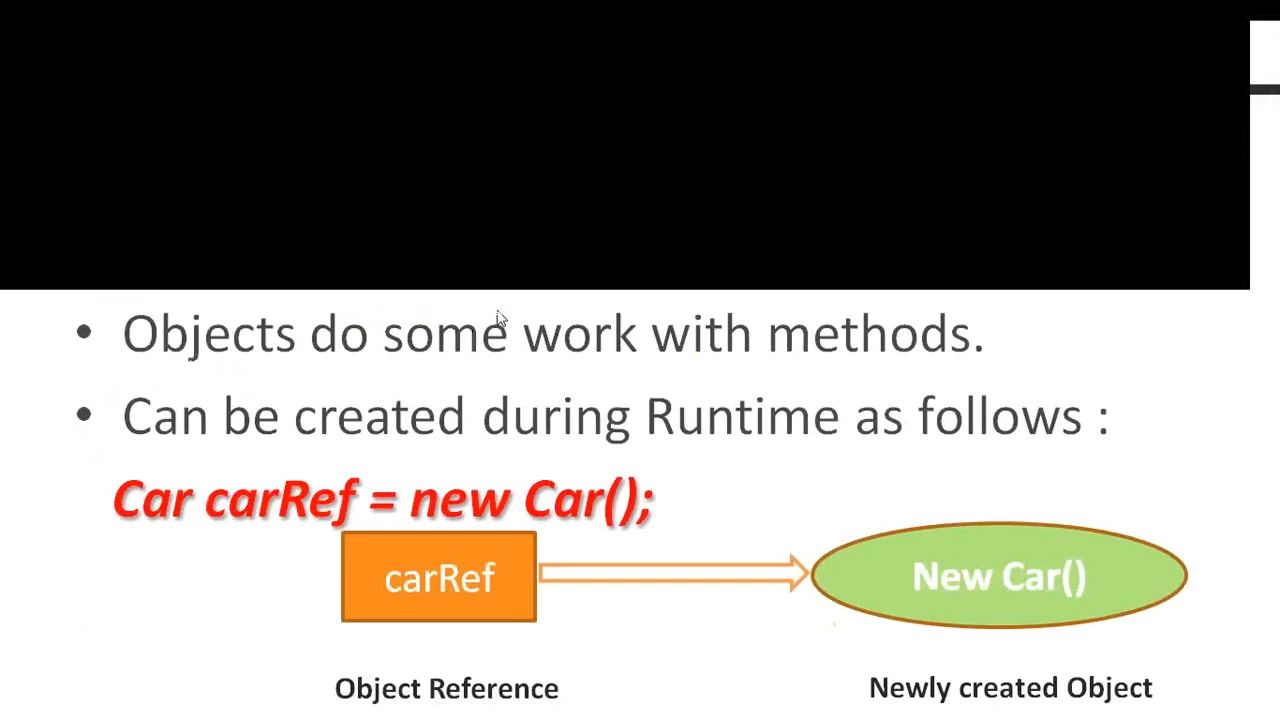 • Objects do some work with methods.
• Can be created during Runtime as follows :
Car carRef = new Car();
carRef
New Car()
Object Reference
Newly created Object